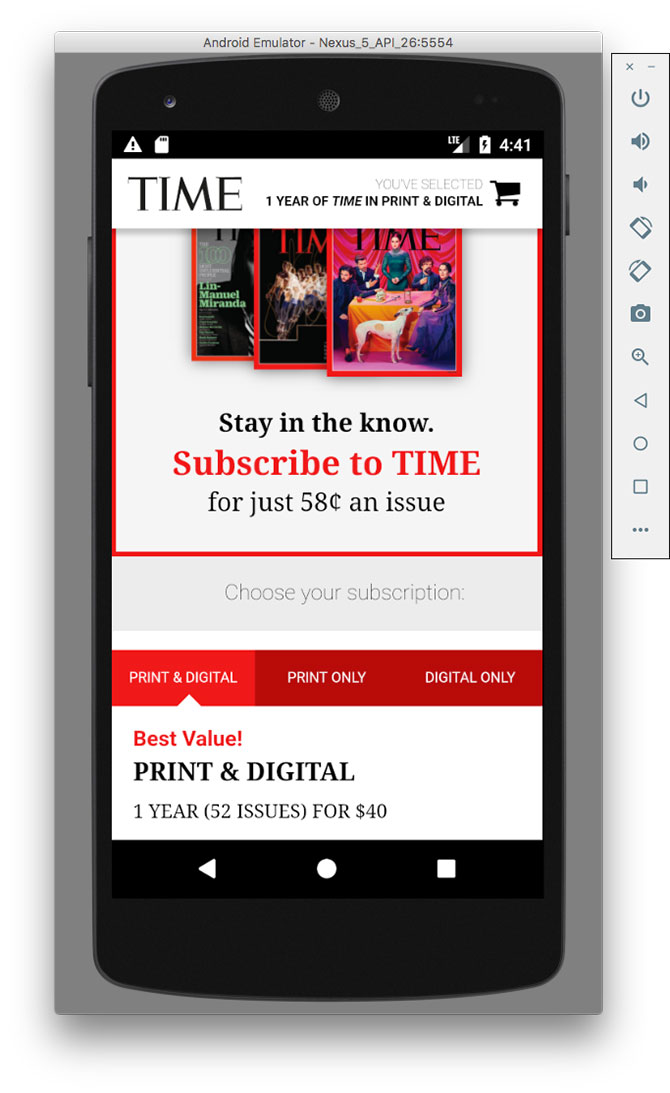 Android Emulator - Nexus_5_API_26:5554
LTE
4:41
TIME
YOU'VE SELECTED
1 YEAR OF TIME IN PRINT & DIGITAL
THE
100
Lin-
Manuel
Miranda
TIME
Stay in the know.
Subscribe to TIME
for just 58¢ an issue
Choose your subscription:
PRINT & DIGITAL
PRINT ONLY
DIGITAL ONLY
Best Value!
PRINT & DIGITAL
1 YEAR (52 ISSUES) FOR $40